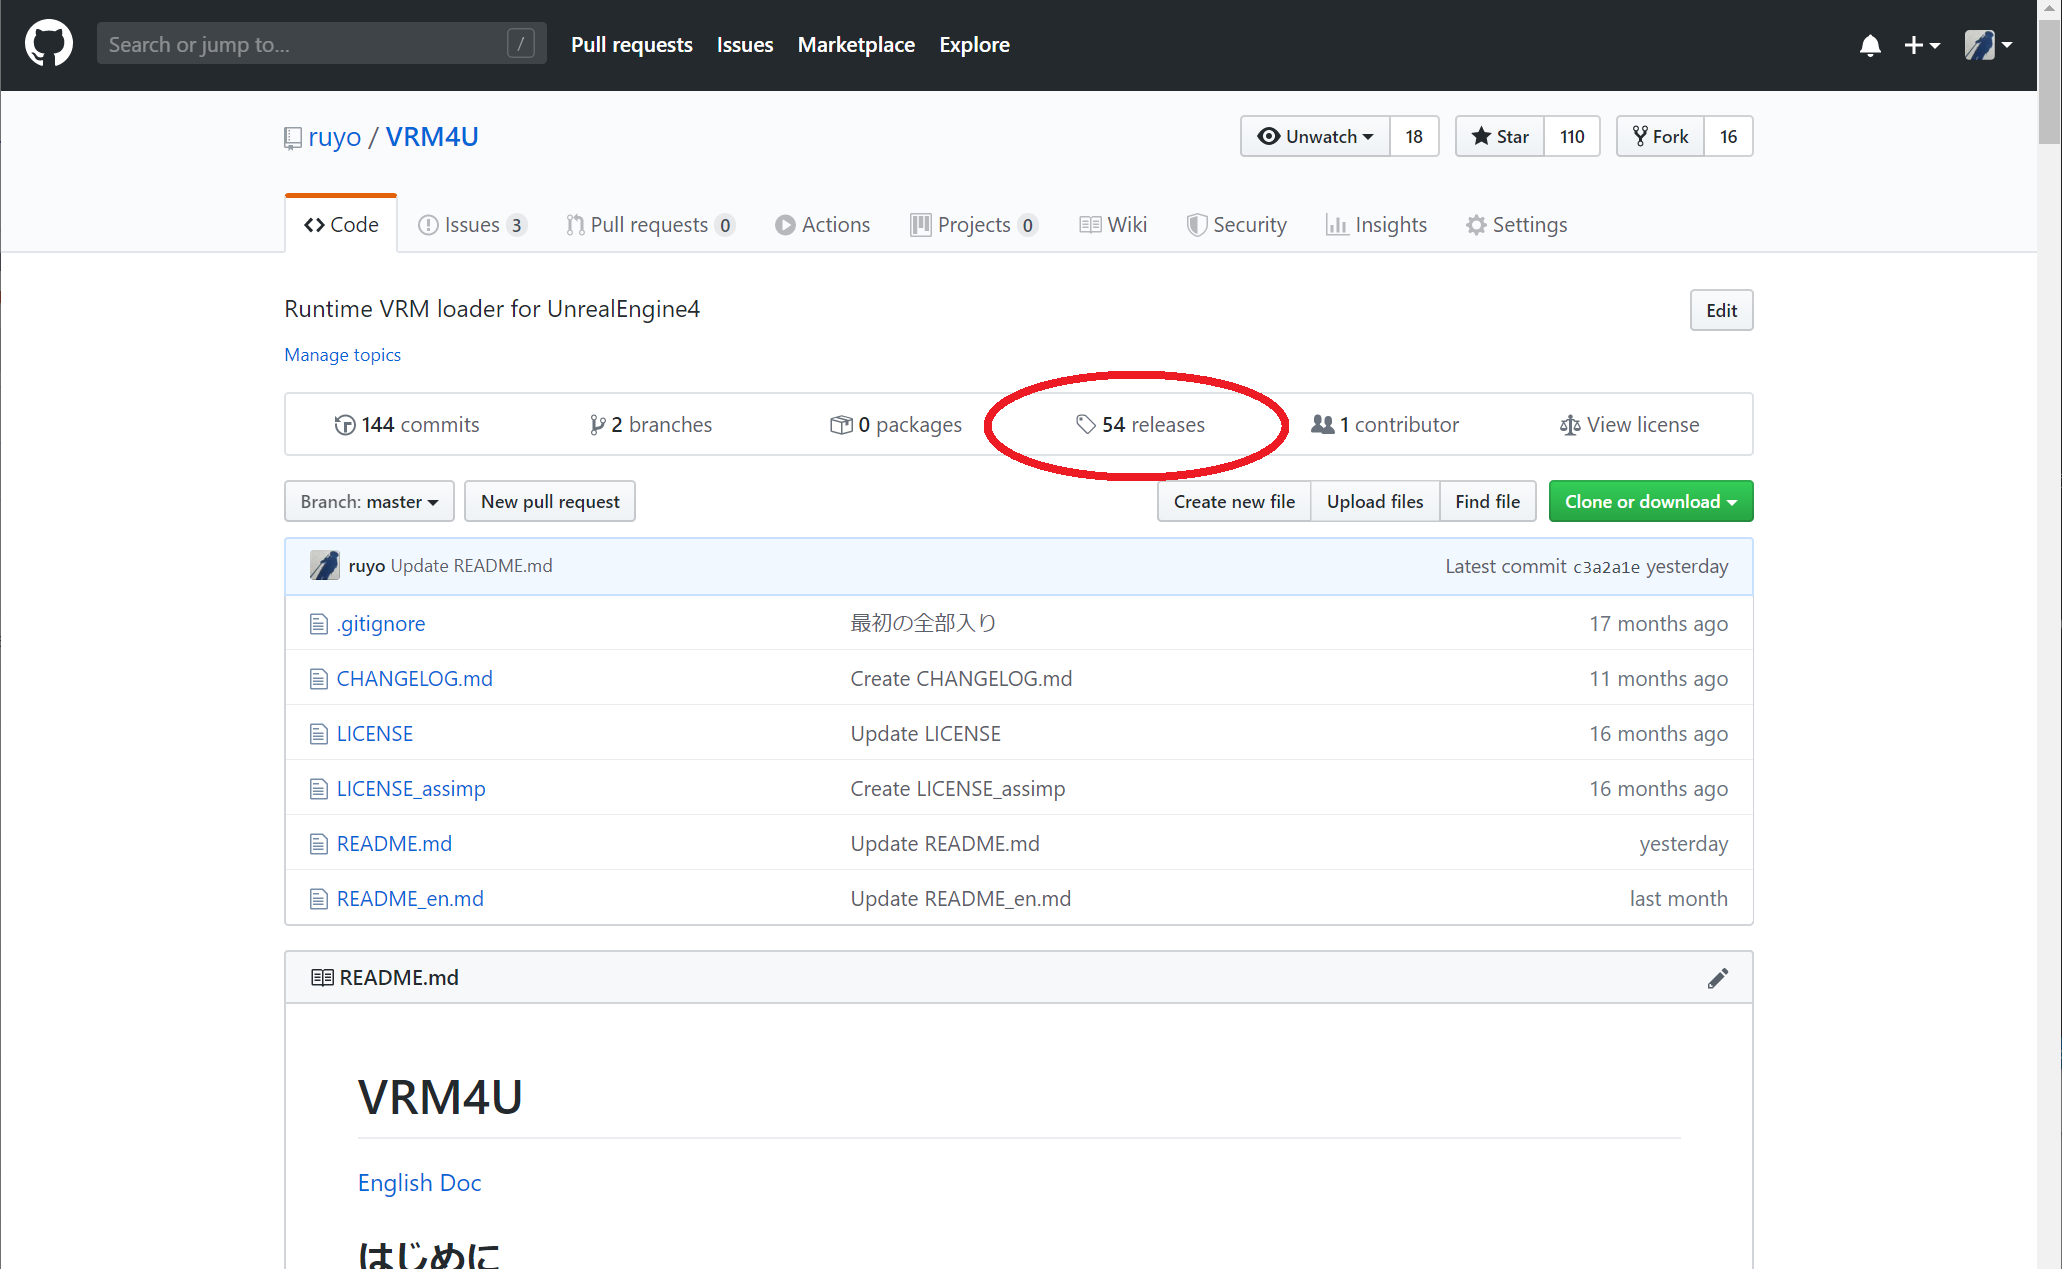 Search or jump to... /
Pull requests Issues Marketplace Explore
ruyo / VRM4U
Unwatch 18 Star 110 Fork 16
Code Issues 3 Pull requests 0 Actions Projects 0 Wiki Security Insights Settings
Runtime VRM loader for UnrealEngine4
Edit
Manage topics
144 commits 2 branches 0 packages 54 releases 1 contributor View license
Branch: master New pull request Create new file Upload files Find file Clone or download
ruyo Update README.md Latest commit c3a2a1e yesterday
.gitignore 最初の全部入り 17 months ago
CHANGELOG.md Create CHANGELOG.md 11 months ago
LICENSE Update LICENSE 16 months ago
LICENSE_assimp Create LICENSE_assimp 16 months ago
README.md Update README.md yesterday
README_en.md Update README_en.md last month
README.md
VRM4U
English Doc
はじめに